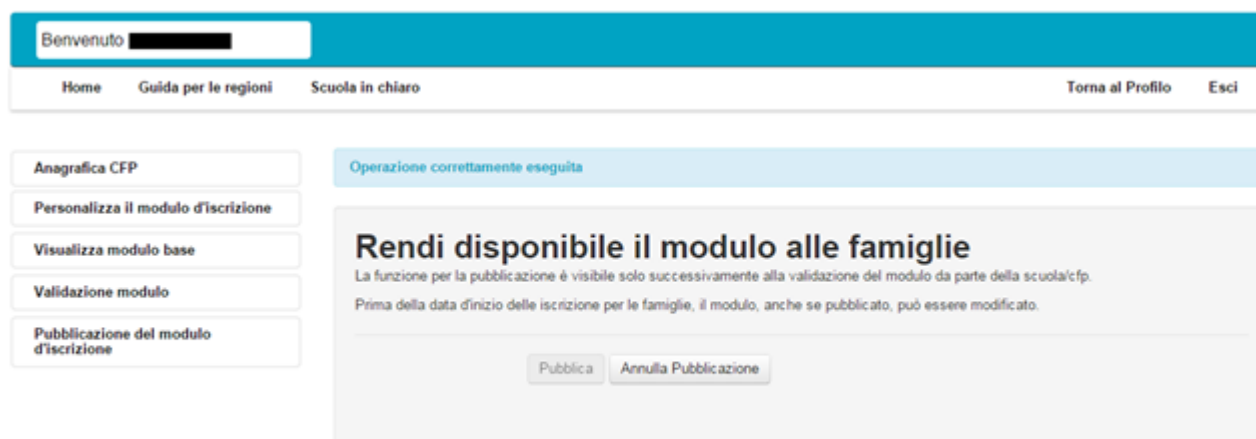 Benvenuto
Home Guida per le regioni Scuola in chiaro Torna al Profilo Esci
Anagrafica CFP
Personalizza il modulo d'iscrizione
Visualizza modulo base
Validazione modulo
Pubblicazione del modulo
d'iscrizione
Operazione correttamente eseguita
Rendi disponibile il modulo alle famiglie
La funzione per la pubblicazione è visibile solo successivamente alla validazione del modulo da parte della scuola/cfp.
Prima della data d'inizio delle iscrizione per le famiglie, il modulo, anche se pubblicato, può essere modificato.
Pubblica Annulla Pubblicazione